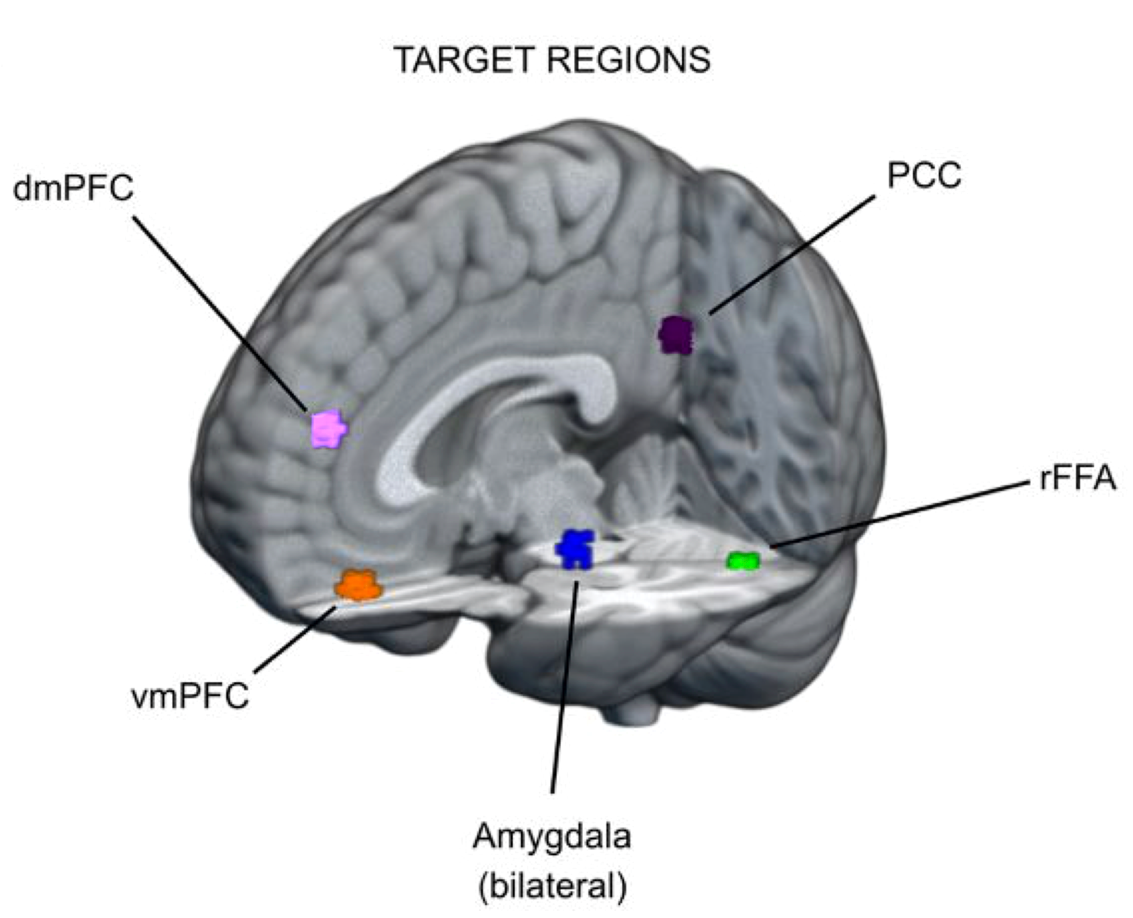 TARGET REGIONS
dmPFC
PCC
rFFA
vmPFC
Amygdala
(bilateral)